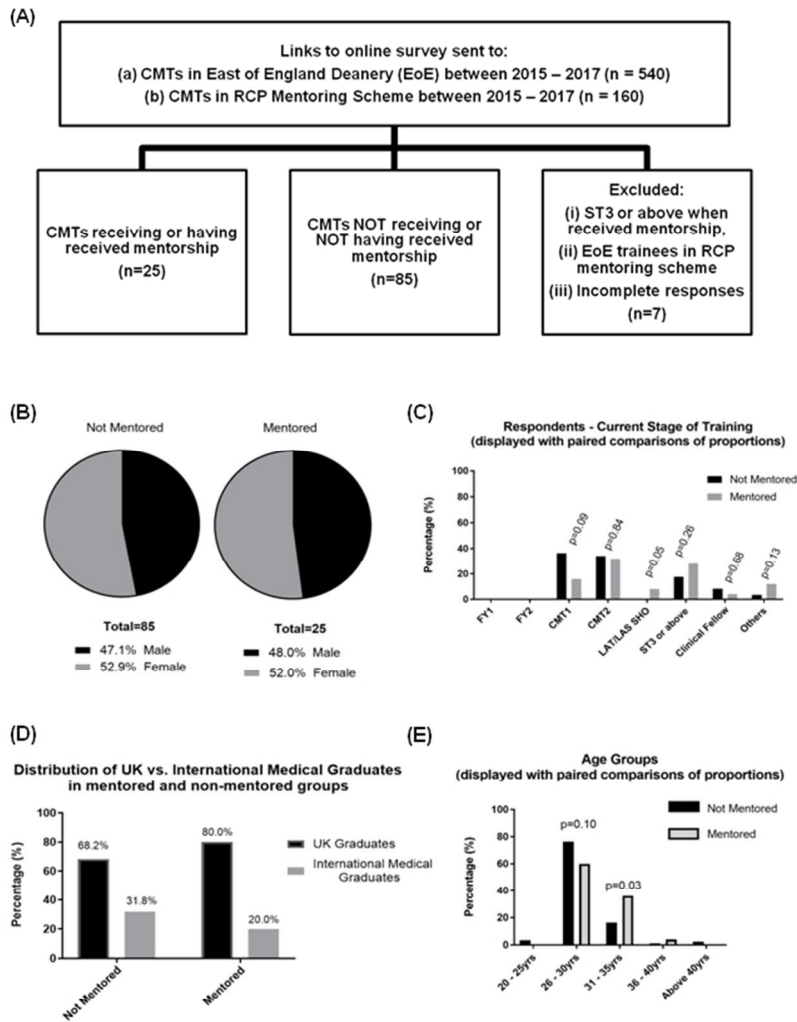 (A)
Links to online survey sent to:
(a) CMTs in East of England Deanery (EoE) between 2015 – 2017 (n = 540)
(b) CMTs in RCP Mentoring Scheme between 2015 – 2017 (n = 160)
CMTs receiving or having
received mentorship
(n=25)
CMTs NOT receiving or
NOT having received
mentorship
(n=85)
Excluded:
(i) ST3 or above when
received mentorship,
(ii) EoE trainees in RCP
mentoring scheme
(iii) Incomplete responses
(n=7)
(B)
Not Mentored
Mentored
Total=85
47.1% Male
52.9% Female
Total=25
48.0% Male
52.0% Female
(C)
Respondents - Current Stage of Training
(displayed with paired comparisons of proportions)
Percentage (%)
100
80
60
40
20
0
Not Mentored
Mentored
p=0.09
p=0.84
p=0.05
p=0.26
p=0.68
p=0.13
FY1
FY2
CMT1
CMT2
LAT/LAS SHO
ST3 or above
Clinical Fellow
Others
(D)
Distribution of UK vs. International Medical Graduates
in mentored and non-mentored groups
Percentage (%)
100
80
60
40
20
0
68.2%
31.8%
80.0%
20.0%
UK Graduates
International Medical
Graduates
Not Mentored
Mentored
(E)
Age Groups
(displayed with paired comparisons of proportions)
Percentage (%)
100
80
60
40
20
0
p=0.10
p=0.03
Not Mentored
Mentored
20 - 25yrs
26 - 30yrs
31 - 35yrs
36 - 40yrs
Above 40yrs